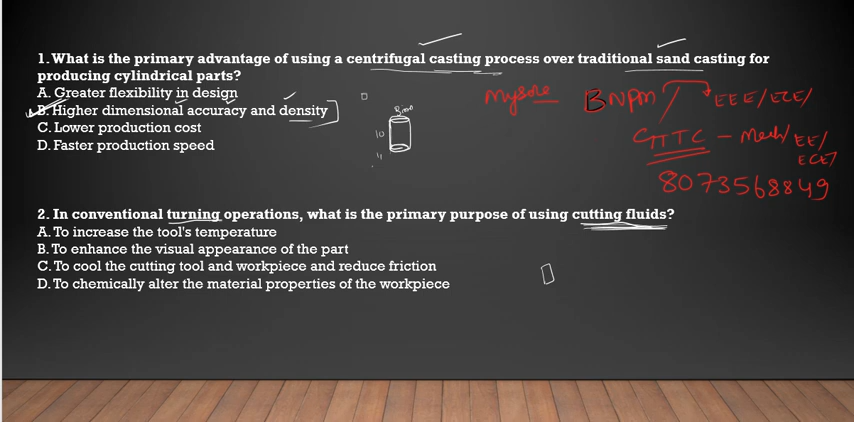 1. What is the primary advantage of using a centrifugal casting process over traditional sand casting for
producing cylindrical parts?
A. Greater flexibility in design
B. Higher dimensional accuracy and density
C. Lower production cost
D. Faster production speed
Mysore
BNPM
EEE/ECE/
CTTC - Mech/EE/
ECE/
8073568849
10
2. In conventional turning operations, what is the primary purpose of using cutting fluids?
A. To increase the tool's temperature
B. To enhance the visual appearance of the part
C. To cool the cutting tool and workpiece and reduce friction
D. To chemically alter the material properties of the workpiece